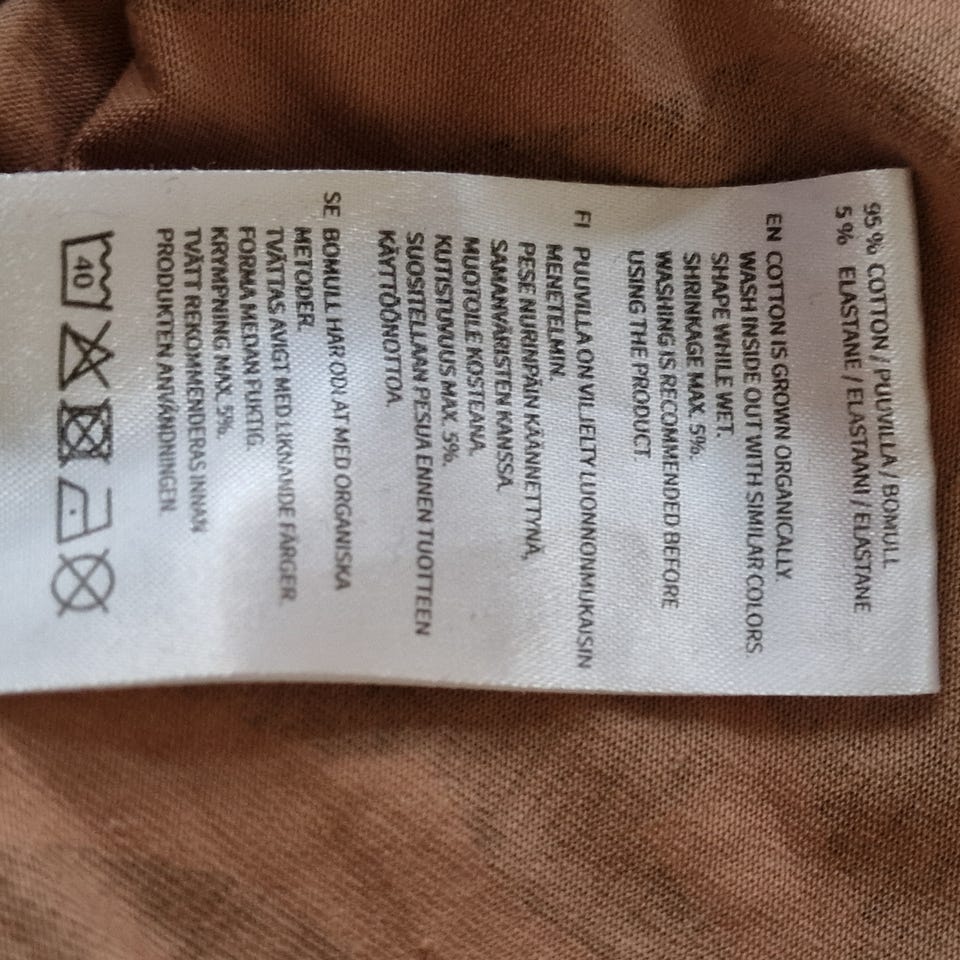 95 % COTTON / PUUVILLA / BOMULL
5 % ELASTANE / ELASTAANI / ELASTANE
EN COTTON IS GROWN ORGANICALLY.
WASH INSIDE OUT WITH SIMILAR COLORS.
SHAPE WHILE WET.
SHRINKAGE MAX. 5%.
WASHING IS RECOMMENDED BEFORE
USING THE PRODUCT.
FI PUUVILLA ON VILJELTY LUONNONMUKAISIN
MENETELMIN.
PESE NURINPÄIN KÄÄNNETTYNÄ,
SAMANVÄRISTEN KANSSA.
MUOTOILE KOSTEANA.
KUTISTUVUUS MAX. 5%.
SUOSITELLAAN PESUA ENNEN TUOTTEEN
KÄYTTÖÖNOTTOA.
SE BOMULL HAR ODLAT MED ORGANISKA
METODER.
TVÄTTAS AVIGT MED LIKNANDE FÄRGER.
FORMA MEDAN FUKTIG.
KRYMPNING MAX. 5%.
TVÄTT REKOMMENDERAS INNAN
PRODUKTEN ANVÄNDNINGEN.
40